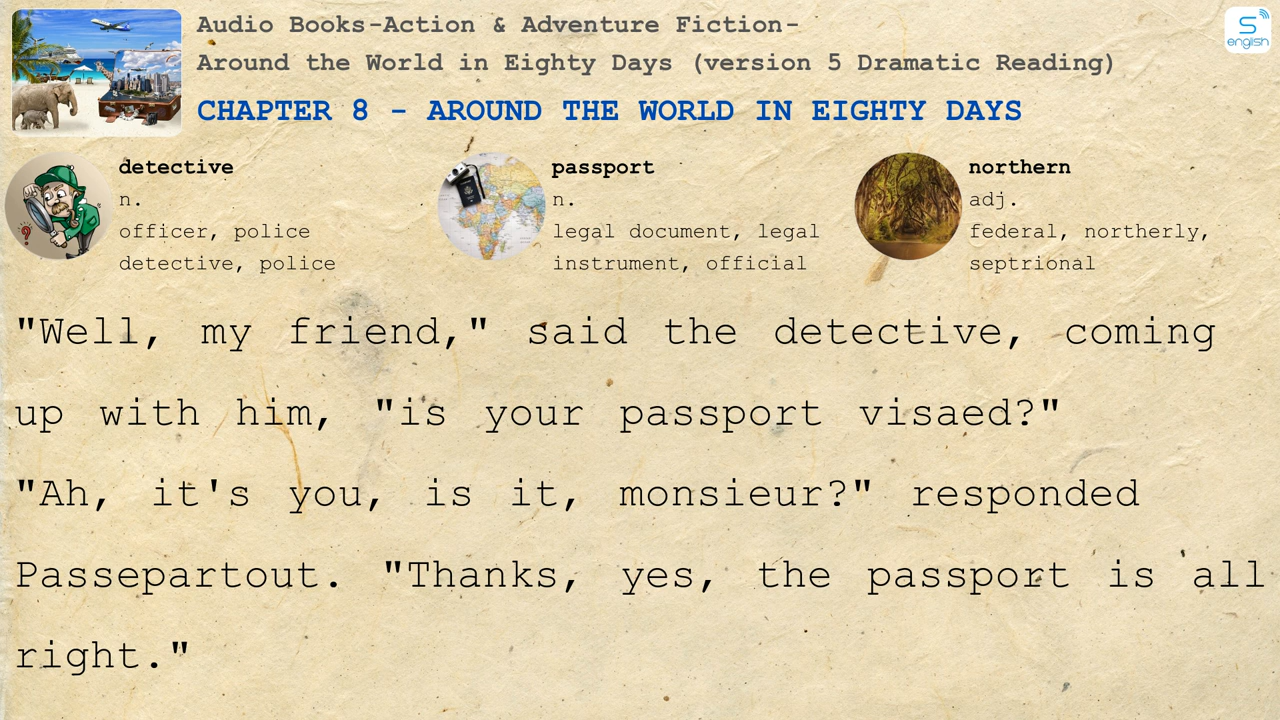 Audio Books-Action & Adventure Fiction-
Around the World in Eighty Days (version 5 Dramatic Reading)
CHAPTER 8 - AROUND THE WORLD IN EIGHTY DAYS
S
english
detective
n.
officer, police
detective, police
passport
n.
legal document, legal
instrument, official
northern
adj.
federal, northerly,
septrional
"Well, my friend," said the detective, coming
up with him, "is your passport visaed?"
"Ah, it's you, is it, monsieur?" responded
Passepartout. "Thanks, yes, the passport is all
right."